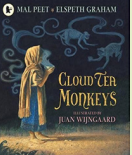 MAL PEET & ELSPETH GRAHAM
CLOUD TEA
MONKEYS
ILLUSTRATED BY
JUAN WIJNGAARD